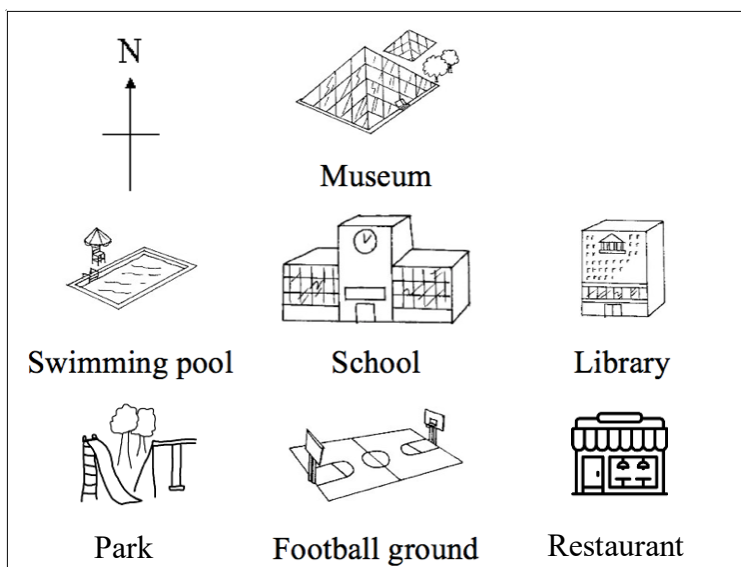 N
Museum
Swimming pool
School
Library
Park
Football ground
Restaurant